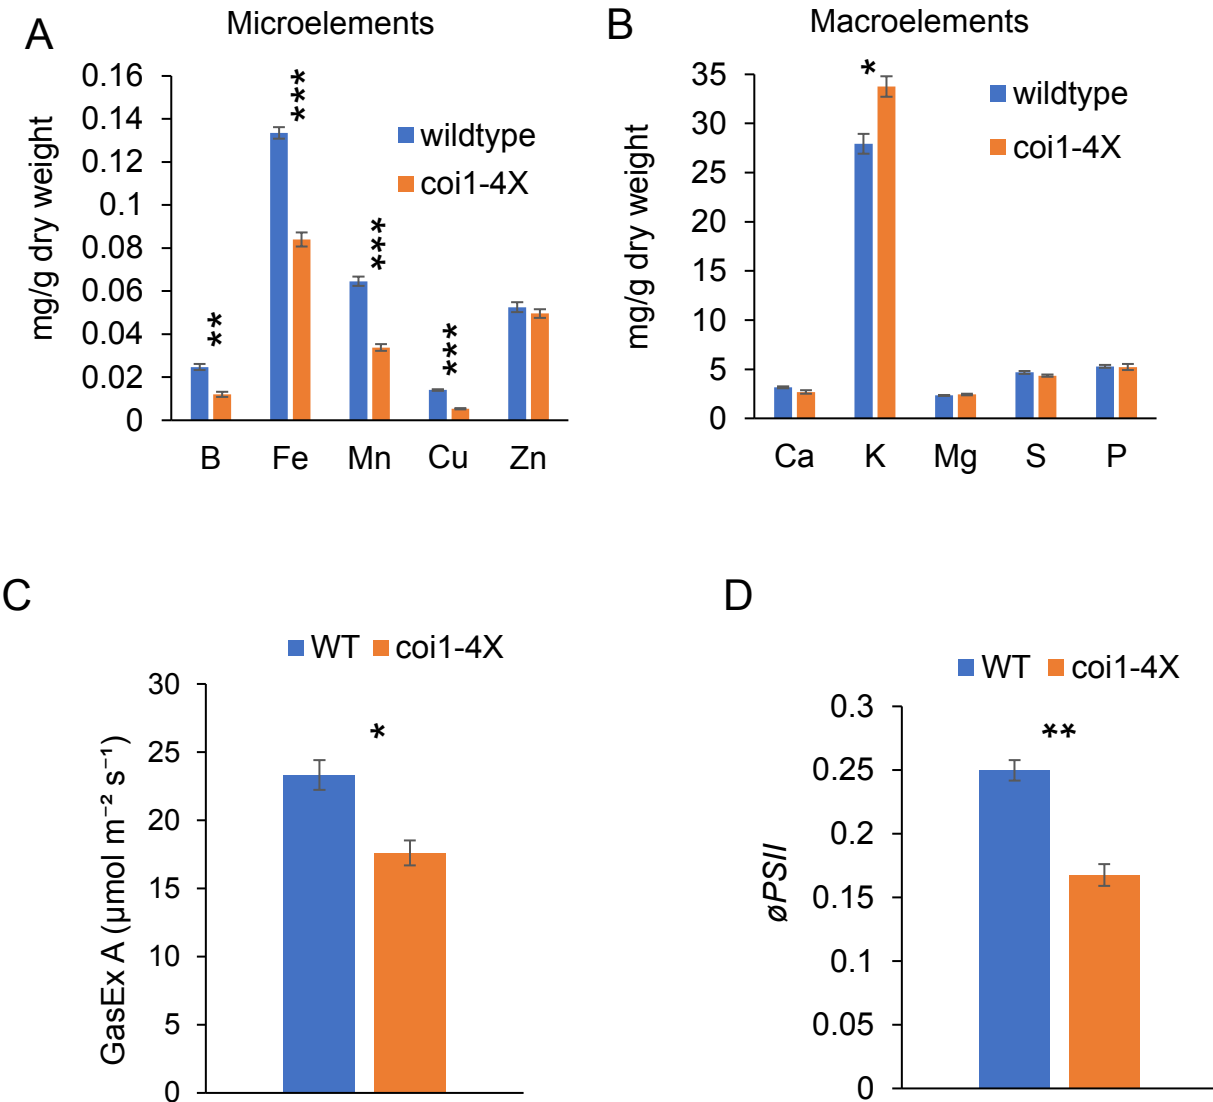 A
Microelements
mg/g dry weight
0.16
0.14
0.12
0.1
0.08
0.06
0.04
0.02
0
wildtype
coi1-4X
**
***
***
***
B Fe Mn Cu Zn
B
Macroelements
mg/g dry weight
35
30
25
20
15
10
5
0
*
wildtype
coi1-4X
Ca K Mg S P
C
WT coi1-4X
GasEx A (µmol m⁻² s⁻¹)
30
25
20
15
10
5
0
*
D
WT coi1-4X
øPSII
0.3
0.25
0.2
0.15
0.1
0.05
0
**